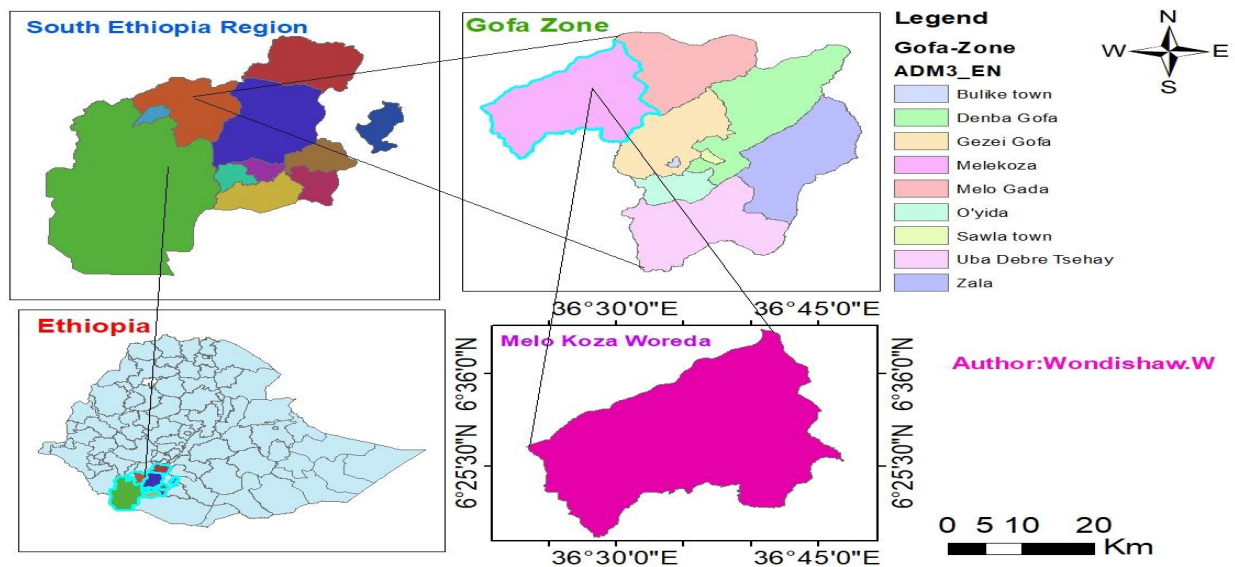 South Ethiopia Region
Gofa Zone
Legend
Gofa-Zone
ADM3_EN
Bulike town
Denba Gofa
Gezei Gofa
Melekoza
Melo Gada
O'yida
Sawla town
Uba Debre Tsehay
Zala
N
W
E
S
Ethiopia
36°30'0"E
36°45'0"E
Melo Koza Woreda
6°36'0"N
6°25'30"N
6°36'0"N
6°25'30"N
36°30'0"E
36°45'0"E
Author:Wondishaw.W
0 5 10 20
Km